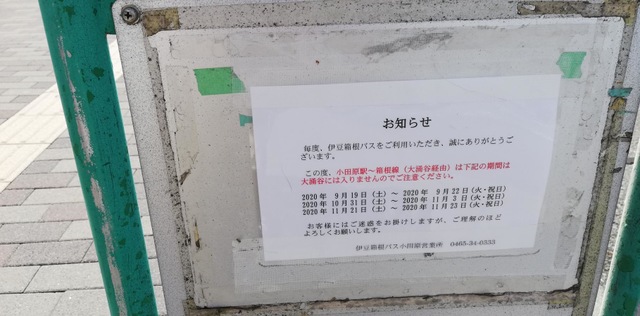 お知らせ
毎度、伊豆箱根バスをご利用いただき、誠にありがとうご
ざいます。
この度、小田原駅～箱根線（大涌谷経由）は下記の期間は
大涌谷には入りませんのでご注意ください。
2020年 9月19日（土）～ 2020年 9月22日（火・祝日）
2020年 10月31日（土）～ 2020年 11月 3日（火・祝日）
2020年 11月21日（土）～ 2020年 11月23日（火・祝日）
お客様にはご迷惑をお掛けしますが、ご理解のほど
よろしくお願いします。
伊豆箱根バス小田原営業所 0465-34-0333